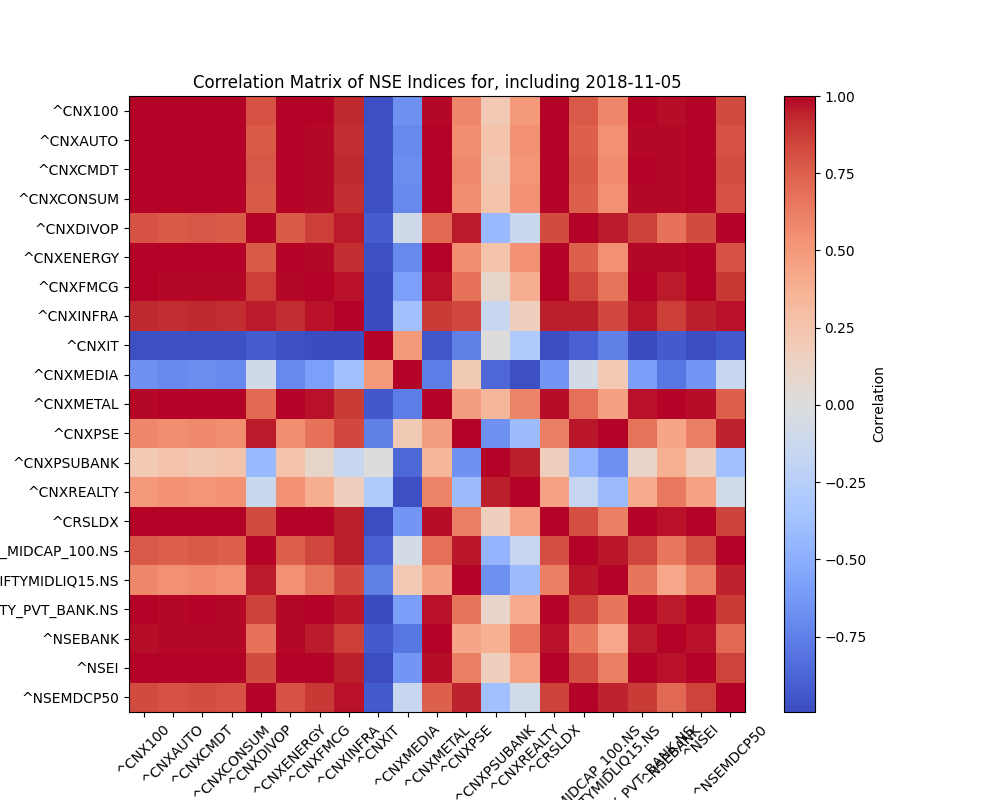 Correlation Matrix of NSE Indices for, including 2018-11-05
^CNX100
^CNXAUTO
^CNXCMDT
^CNXCONSUM
^CNXDIVOP
^CNXENERGY
^CNXFMCG
^CNXINFRA
^CNXIT
^CNXMEDIA
^CNXMETAL
^CNXPSE
^CNXPSUBANK
^CNXREALTY
^CRSLDX
_MIDCAP_100.NS
IFTYMIDLIQ15.NS
TY_PVT_BANK.NS
^NSEBANK
^NSEI
^NSEMDCP50
^CNX100
^CNXAUTO
^CNXCMDT
^CNXCONSUM
^CNXDIVOP
^CNXENERGY
^CNXFMCG
^CNXINFRA
^CNXIT
^CNXMEDIA
^CNXMETAL
^CNXPSE
^CNXPSUBANK
^CNXREALTY
^CRSLDX
MIDCAP_100.NS
TYMIDLIQ15.NS
PVT_BANK.NS
^NSEBANK
^NSEI
^NSEMDCP50
1.00
0.75
0.50
0.25
0.00
−0.25
−0.50
−0.75
Correlation